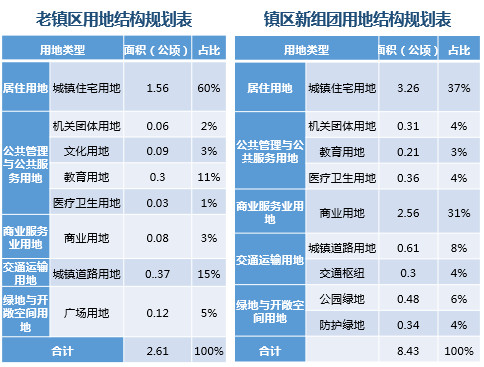 老镇区用地结构规划表
用地类型 面积（公顷） 占比
居住用地 城镇住宅用地 1.56 60%
公共管理与公共服务用地 机关团体用地 0.06 2%
文化用地 0.09 3%
教育用地 0.3 11%
医疗卫生用地 0.03 1%
商业服务业用地 商业用地 0.08 3%
交通运输用地 城镇道路用地 0..37 15%
绿地与开敞空间用地 广场用地 0.12 5%
合计 2.61 100%
镇区新组团用地结构规划表
用地类型 面积（公顷） 占比
居住用地 城镇住宅用地 3.26 37%
公共管理与公共服务用地 机关团体用地 0.31 4%
教育用地 0.21 3%
医疗卫生用地 0.36 4%
商业服务业用地 商业用地 2.56 31%
交通运输用地 城镇道路用地 0.61 8%
交通枢纽 0.3 4%
绿地与开敞空间用地 公园绿地 0.48 6%
防护绿地 0.34 4%
合计 8.43 100%